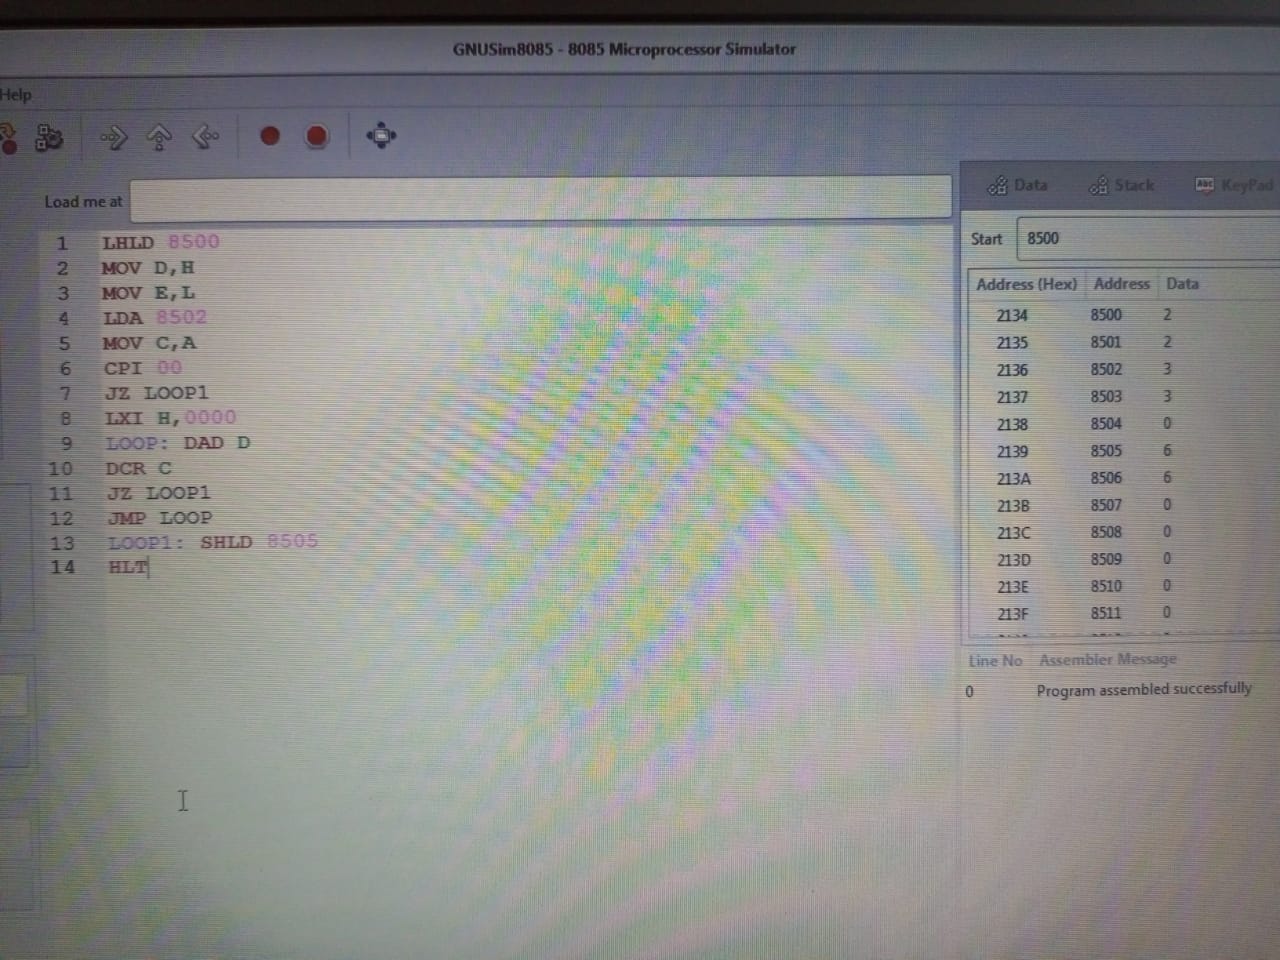 GNUSim8085 - 8085 Microprocessor Simulator
Help
Load me at
1 LHLD 8500
2 MOV D,H
3 MOV E,L
4 LDA 8502
5 MOV C,A
6 CPI 00
7 JZ LOOP1
8 LXI H,0000
9 LOOP: DAD D
10 DCR C
11 JZ LOOP1
12 JMP LOOP
13 LOOP1: SHLD 8505
14 HLT
Data Stack Abc KeyPad
Start 8500
Address (Hex) Address Data
2134 8500 2
2135 8501 2
2136 8502 3
2137 8503 3
2138 8504 0
2139 8505 6
213A 8506 6
213B 8507 0
213C 8508 0
213D 8509 0
213E 8510 0
213F 8511 0
Line No Assembler Message
0 Program assembled successfully